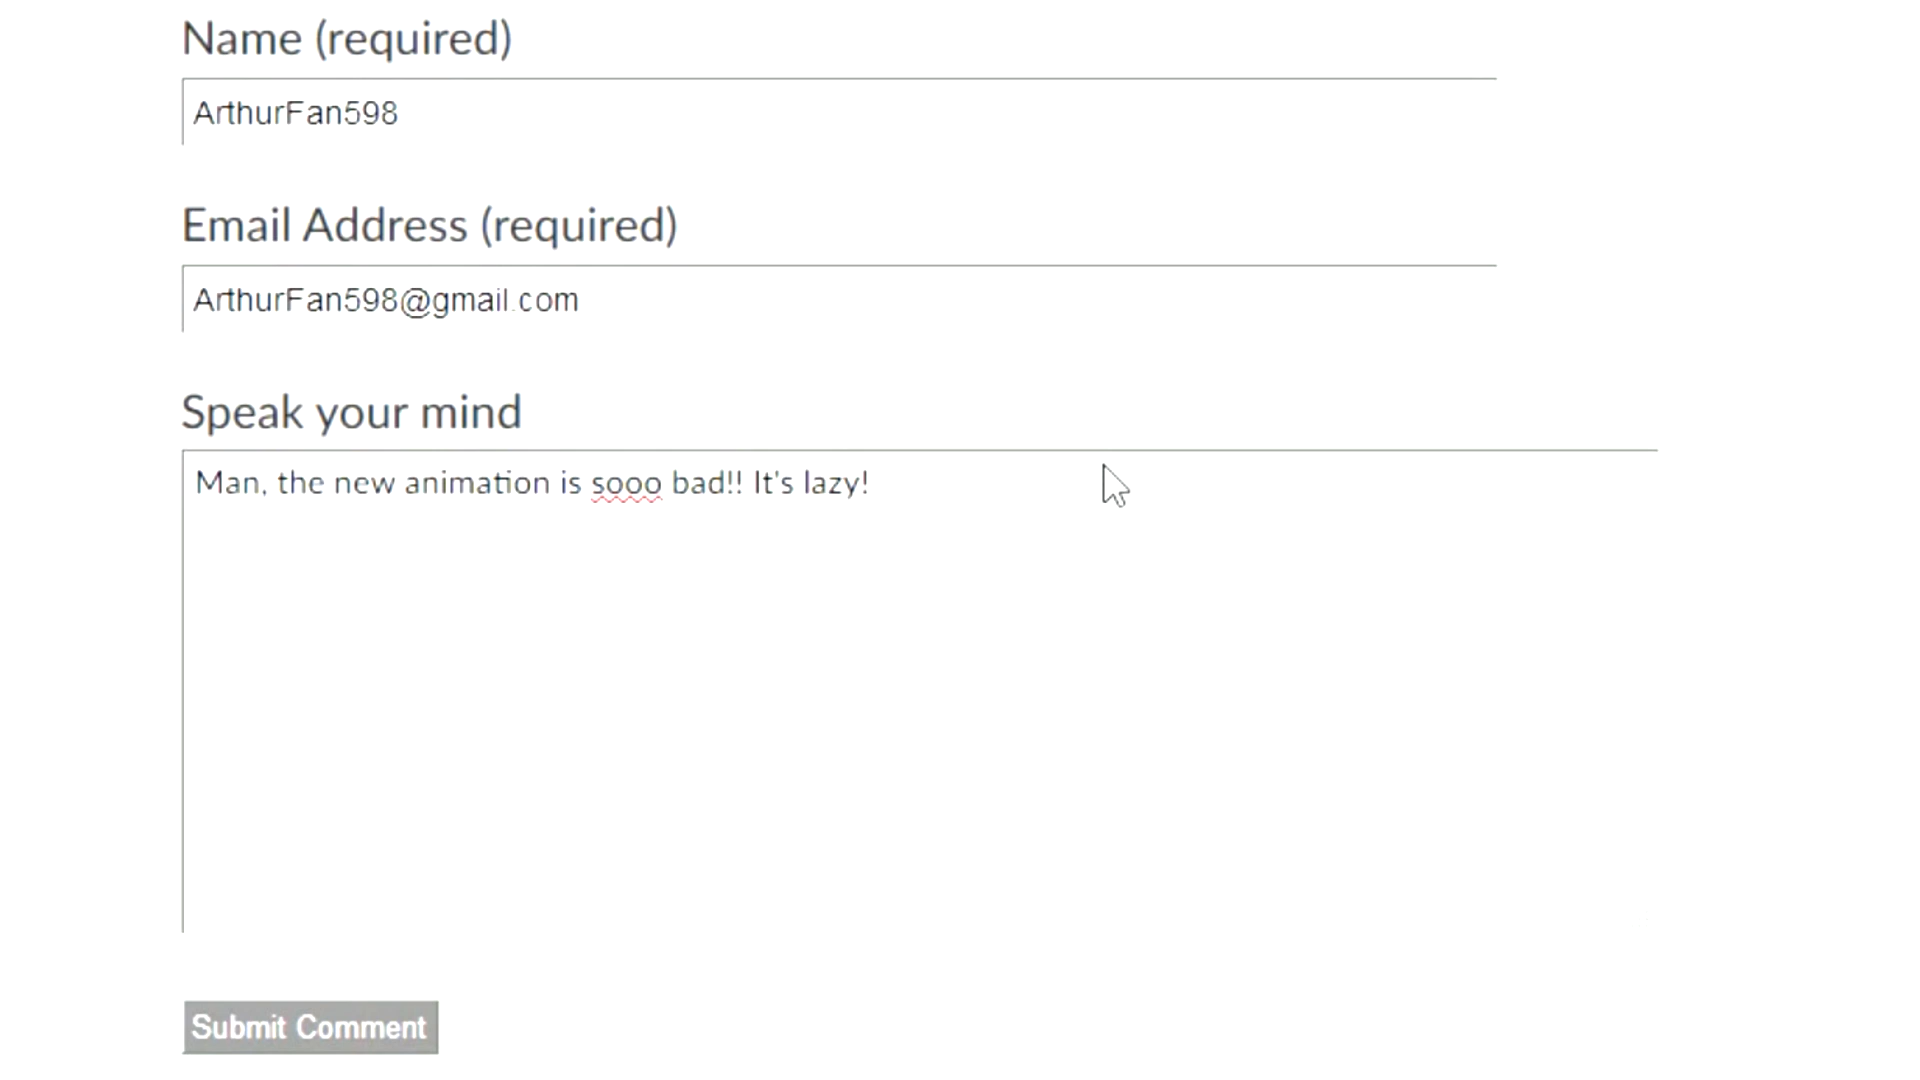 Name (required)
ArthurFan598
Email Address (required)
ArthurFan598@gmail.com
Speak your mind
Man, the new animation is sooo bad!! It's lazy!
Submit Comment